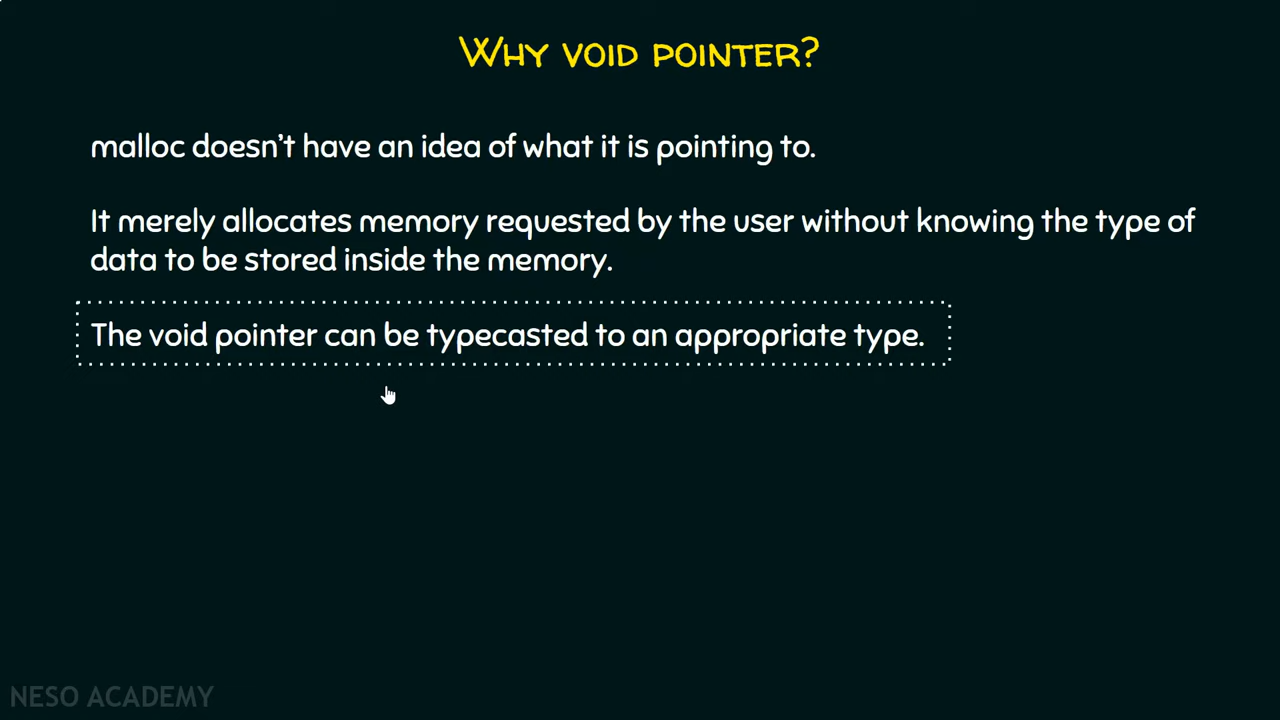 Why void pointer?
malloc doesn't have an idea of what it is pointing to.
It merely allocates memory requested by the user without knowing the type of
data to be stored inside the memory.
The void pointer can be typecasted to an appropriate type.
NESO ACADEMY